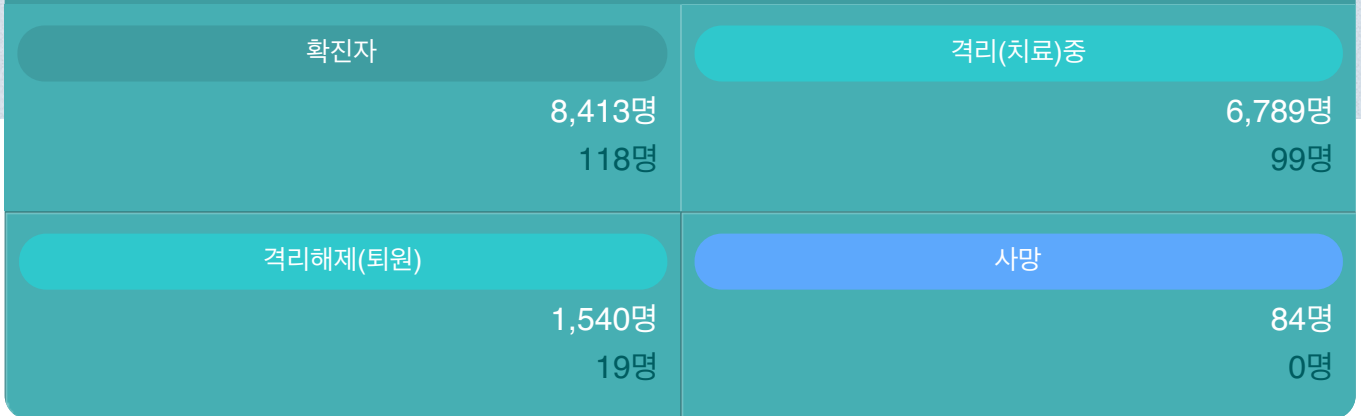 확진자
8,413명
118명
격리(치료)중
6,789명
99명
격리해제(퇴원)
1,540명
19명
사망
84명
0명